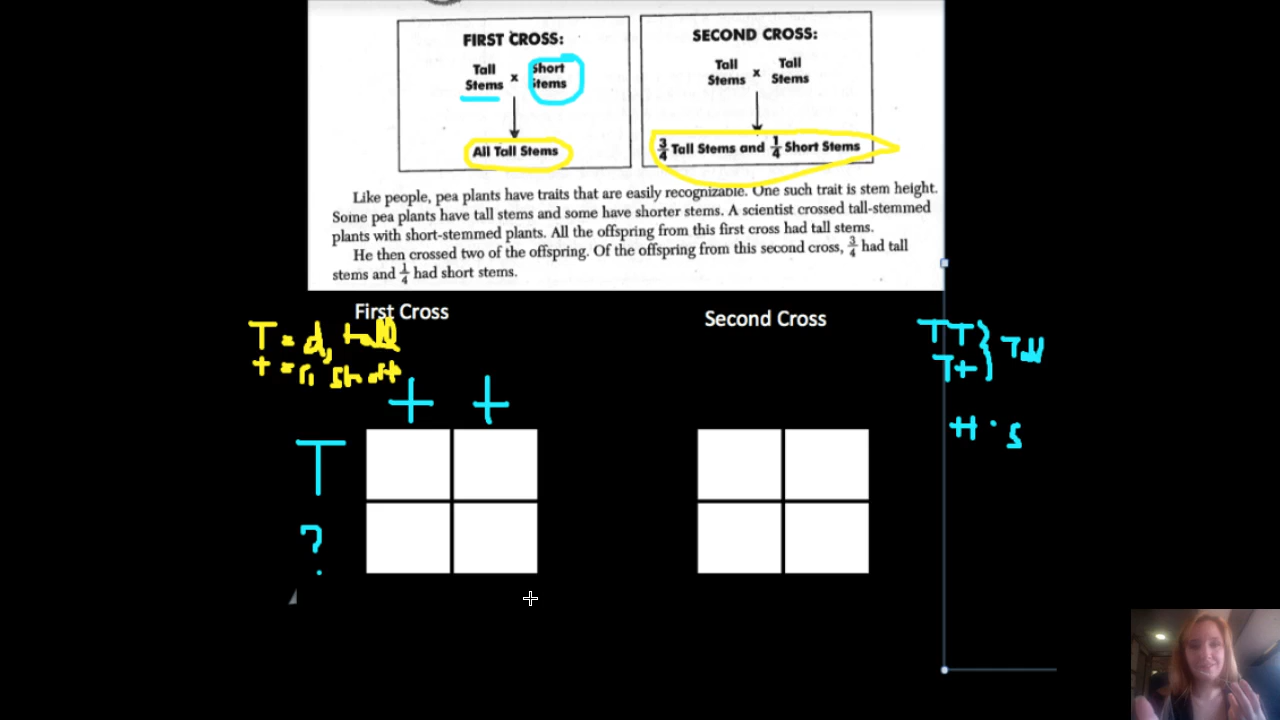 FIRST CROSS:
Tall Stems x Short Stems
All Tall Stems
SECOND CROSS:
Tall Stems x Tall Stems
3/4 Tall Stems and 1/4 Short Stems
Like people, pea plants have traits that are easily recognizable. One such trait is stem height.
Some pea plants have tall stems and some have shorter stems. A scientist crossed tall-stemmed
plants with short-stemmed plants. All the offspring from this first cross had tall stems.
He then crossed two of the offspring. Of the offspring from this second cross, 3/4 had tall
stems and 1/4 had short stems.
First Cross
Second Cross
T = d, tall
t = r, short
t t
T
?
TT
Tt } Tall
tt · s